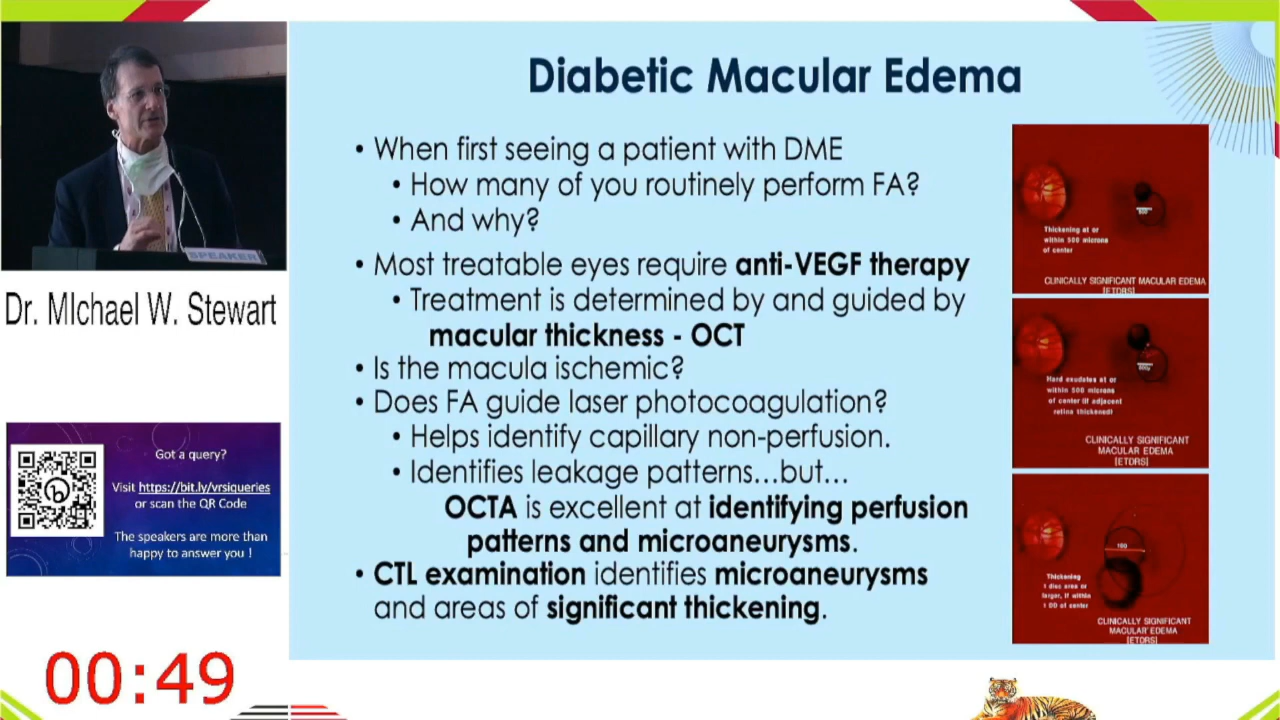 SPEAKER
Dr. MIchael W. Stewart
Got a query?
Visit https://bit.ly/vrsiqueries
or scan the QR Code
The speakers are more than
happy to answer you !
00:49
Diabetic Macular Edema
• When first seeing a patient with DME
• How many of you routinely perform FA?
• And why?
• Most treatable eyes require anti-VEGF therapy
• Treatment is determined by and guided by
macular thickness - OCT
• Is the macula ischemic?
• Does FA guide laser photocoagulation?
• Helps identify capillary non-perfusion.
• Identifies leakage patterns...but...
OCTA is excellent at identifying perfusion
patterns and microaneurysms.
• CTL examination identifies microaneurysms
and areas of significant thickening.
Thickening at or
within 500 microns
of center
CLINICALLY SIGNIFICANT MACULAR EDEMA
[ETDRS]
Hard exudates at or
within 500 microns
of center (if adjacent
retina thickened)
CLINICALLY SIGNIFICANT
MACULAR EDEMA
[ETDRS]
Thickening
1 disc area or
larger, if within
1 DD of center
CLINICALLY SIGNIFICANT
MACULAR EDEMA
[ETDRS]